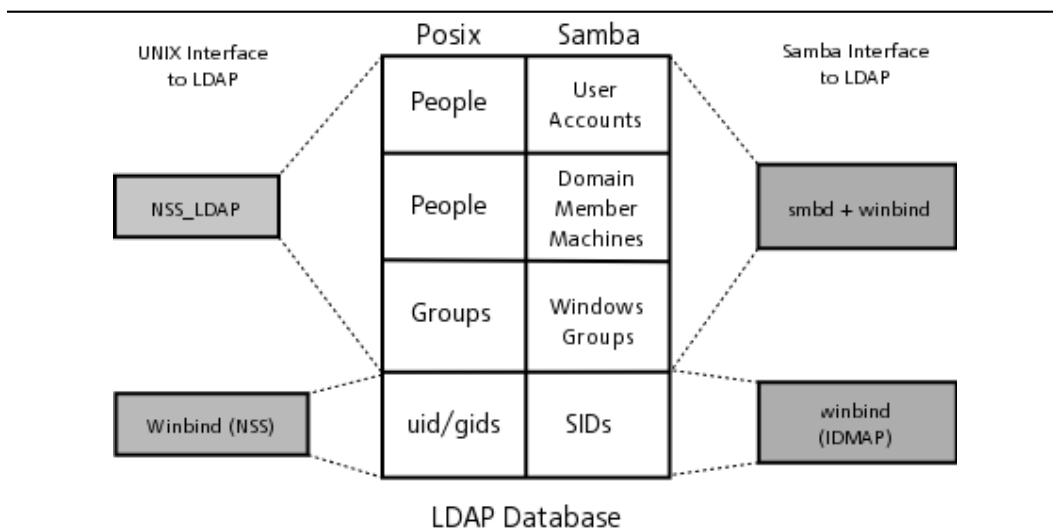 Posix Samba
UNIX Interface
to LDAP
Samba Interface
to LDAP
People
User
Accounts
NSS_LDAP
People
Domain
Member
Machines
smbd + winbind
Groups
Windows
Groups
Winbind (NSS)
uid/gids
SIDs
winbind
(IDMAP)
LDAP Database